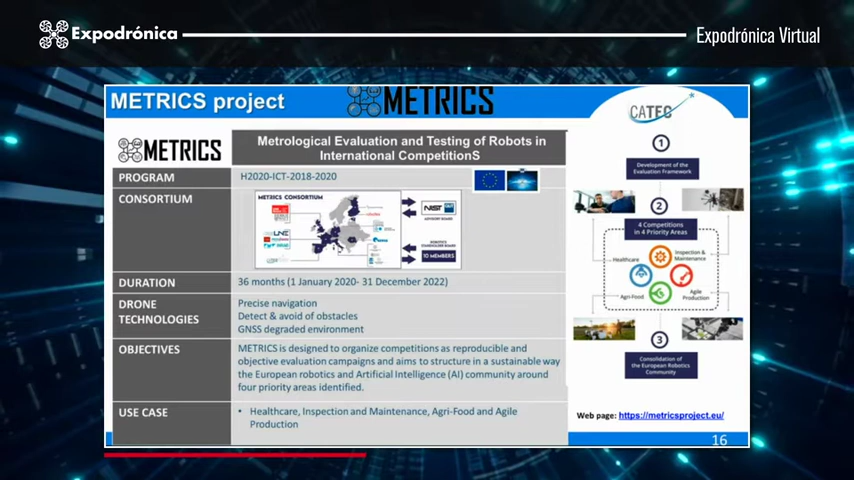 Expodrónica
Expodrónica Virtual
METRICS project
METRICS
CATEC
METRICS
Metrological Evaluation and Testing of Robots in
International CompetitionS
PROGRAM
H2020-ICT-2018-2020
CONSORTIUM
METRICS CONSORTIUM
NIST
ADVISORY BOARD
10 MEMBERS
DURATION
36 months (1 January 2020- 31 December 2022)
DRONE
TECHNOLOGIES
Precise navigation
Detect & avoid of obstacles
GNSS degraded environment
OBJECTIVES
METRICS is designed to organize competitions as reproducible and
objective evaluation campaigns and aims to structure in a sustainable way
the European robotics and Artificial Intelligence (AI) community around
four priority areas identified.
USE CASE
• Healthcare, Inspection and Maintenance, Agri-Food and Agile
Production
1
Development of the
Evaluation Framework
2
4 Competitions
in 4 Priority Areas
Healthcare
Inspection &
Maintenance
Agri-Food
Agile
Production
3
Consolidation of
the European Robotics
Community
Web page: https://metricsproject.eu/
16